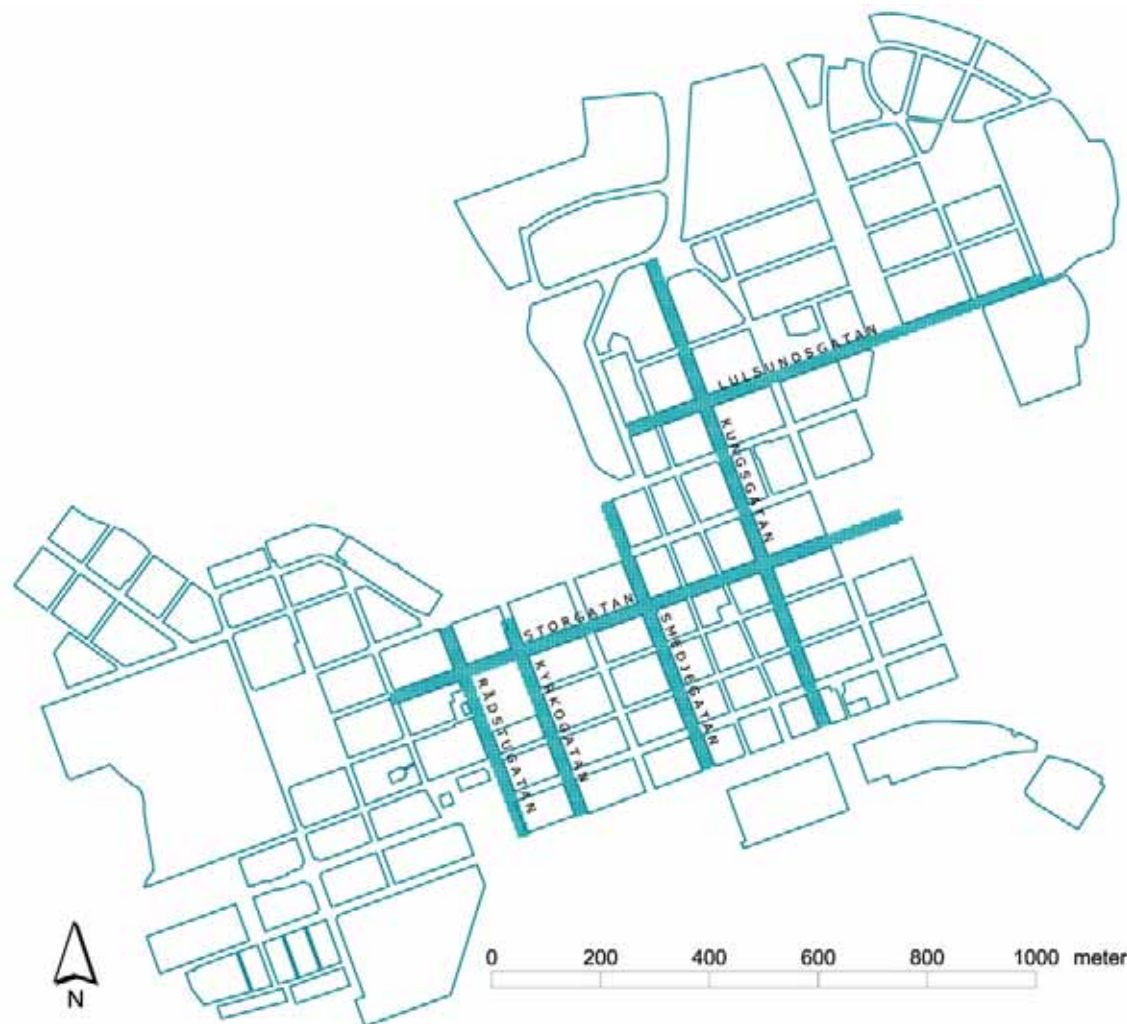 LULSUNDSGATAN
KUNGSGATAN
STORGATAN
SMEDJEGATAN
KYRKOGATAN
RÅDSTUGATAN
N
0 200 400 600 800 1000 meter